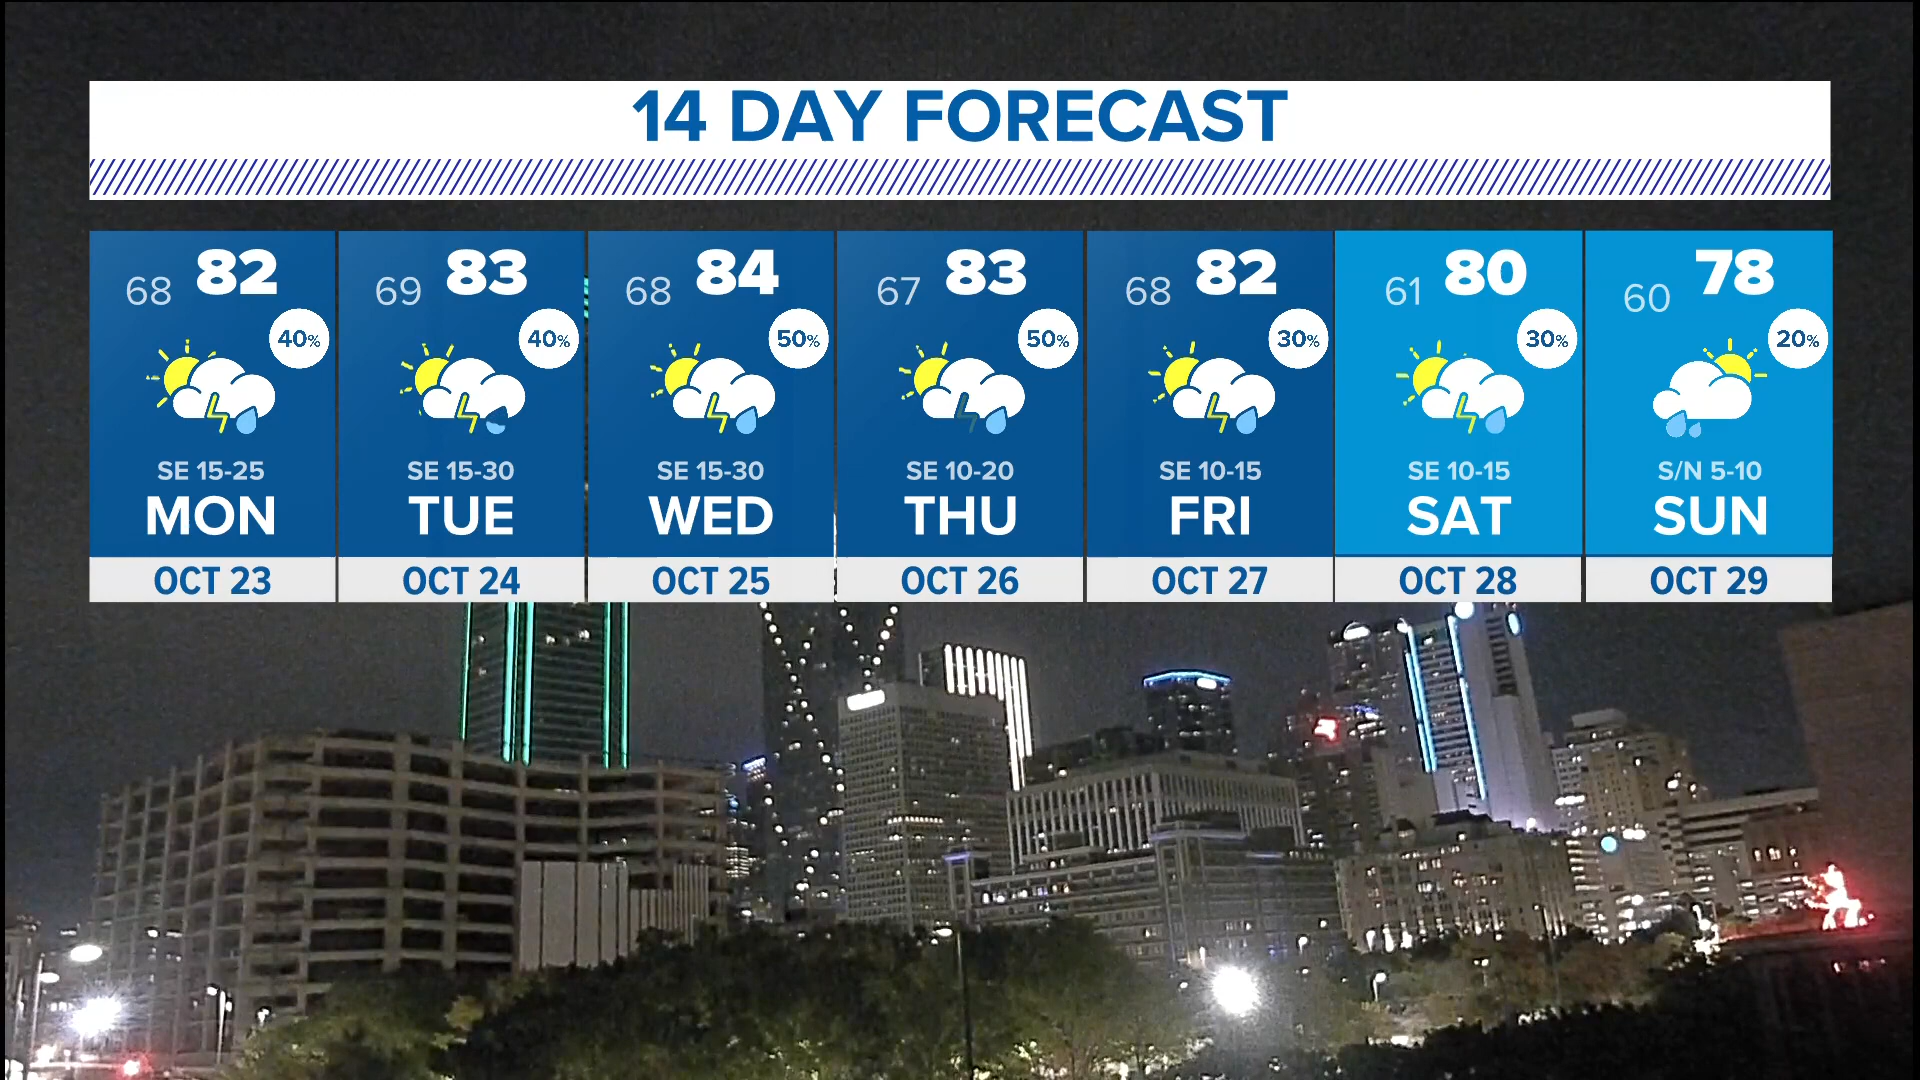 14 DAY FORECAST
68 82
40%
SE 15-25
MON
OCT 23
69 83
40%
SE 15-30
TUE
OCT 24
68 84
50%
SE 15-30
WED
OCT 25
67 83
50%
SE 10-20
THU
OCT 26
68 82
30%
SE 10-15
FRI
OCT 27
61 80
30%
SE 10-15
SAT
OCT 28
60 78
20%
S/N 5-10
SUN
OCT 29